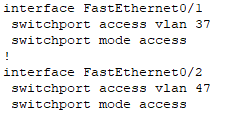 interface FastEthernet0/1
 switchport access vlan 37
 switchport mode access
!
interface FastEthernet0/2
 switchport access vlan 47
 switchport mode access